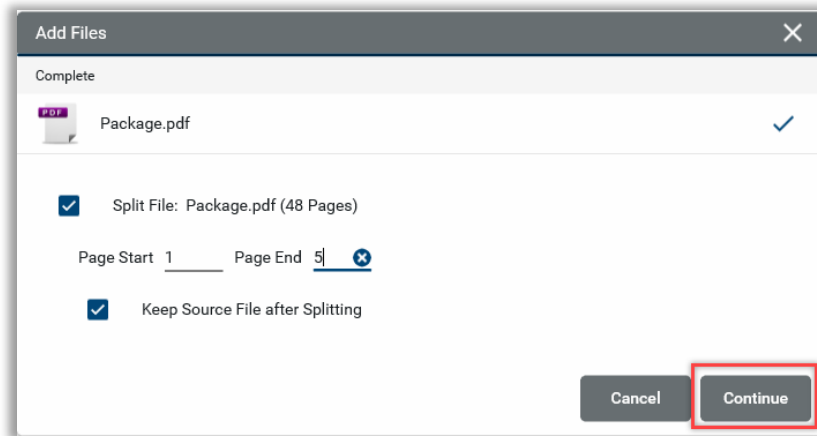 Add Files
Complete
PDF
Package.pdf
Split File: Package.pdf (48 Pages)
Page Start 1 Page End 5
Keep Source File after Splitting
Cancel Continue